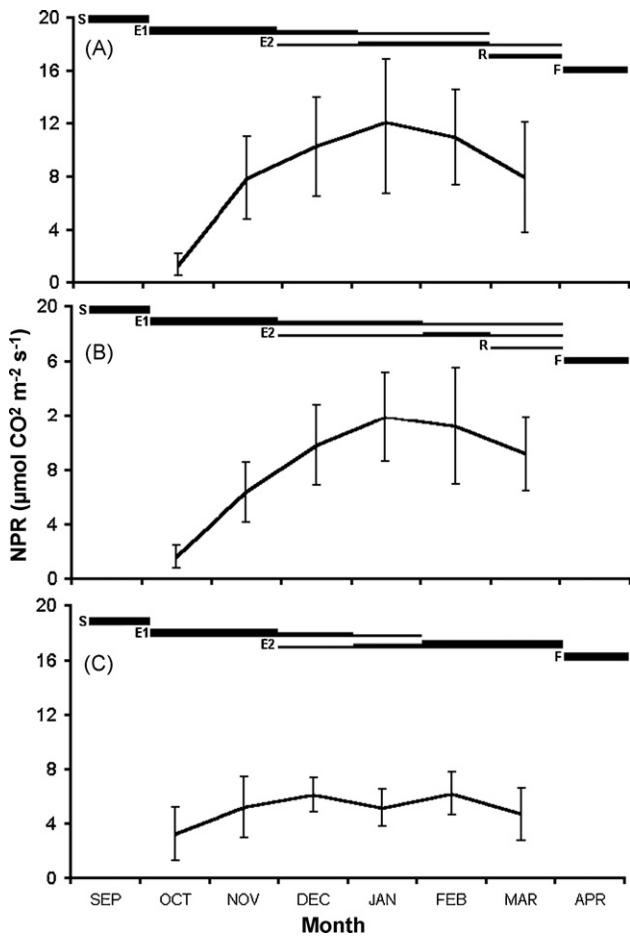 20
S
E1
(A)
E2
16
R
F
12
8
4
0
20
S
E1
E2
(B)
R
6
F
2
8
4
0
20
S
E1
E2
16
(C)
F
12
8
4
0
NPR (µmol CO² m⁻² s⁻¹)
SEP OCT NOV DEC JAN FEB MAR APR
Month